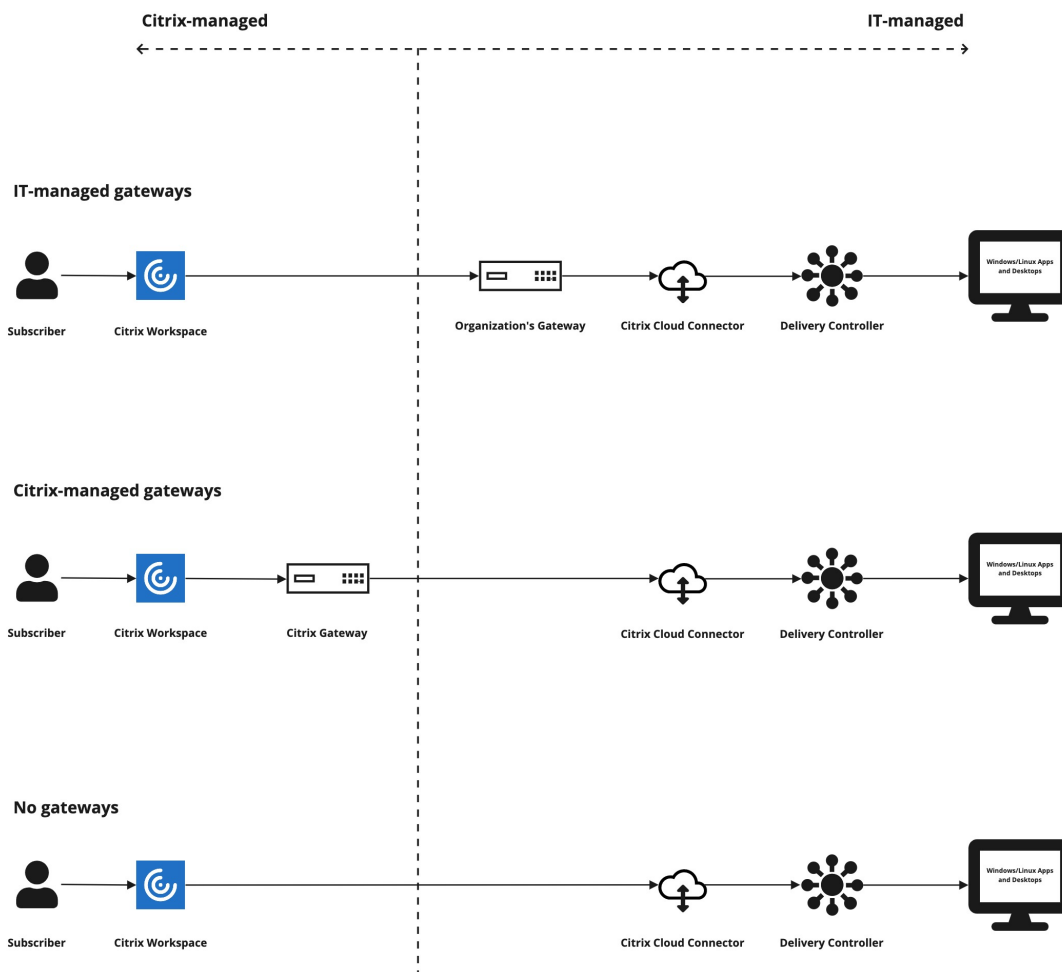 Citrix-managed
IT-managed
IT-managed gateways
Windows/Linux Apps
and Desktops
Subscriber
Citrix Workspace
Organization's Gateway
Citrix Cloud Connector
Delivery Controller
Citrix-managed gateways
Windows/Linux Apps
and Desktops
Subscriber
Citrix Workspace
Citrix Gateway
Citrix Cloud Connector
Delivery Controller
No gateways
Windows/Linux Apps
and Desktops
Subscriber
Citrix Workspace
Citrix Cloud Connector
Delivery Controller